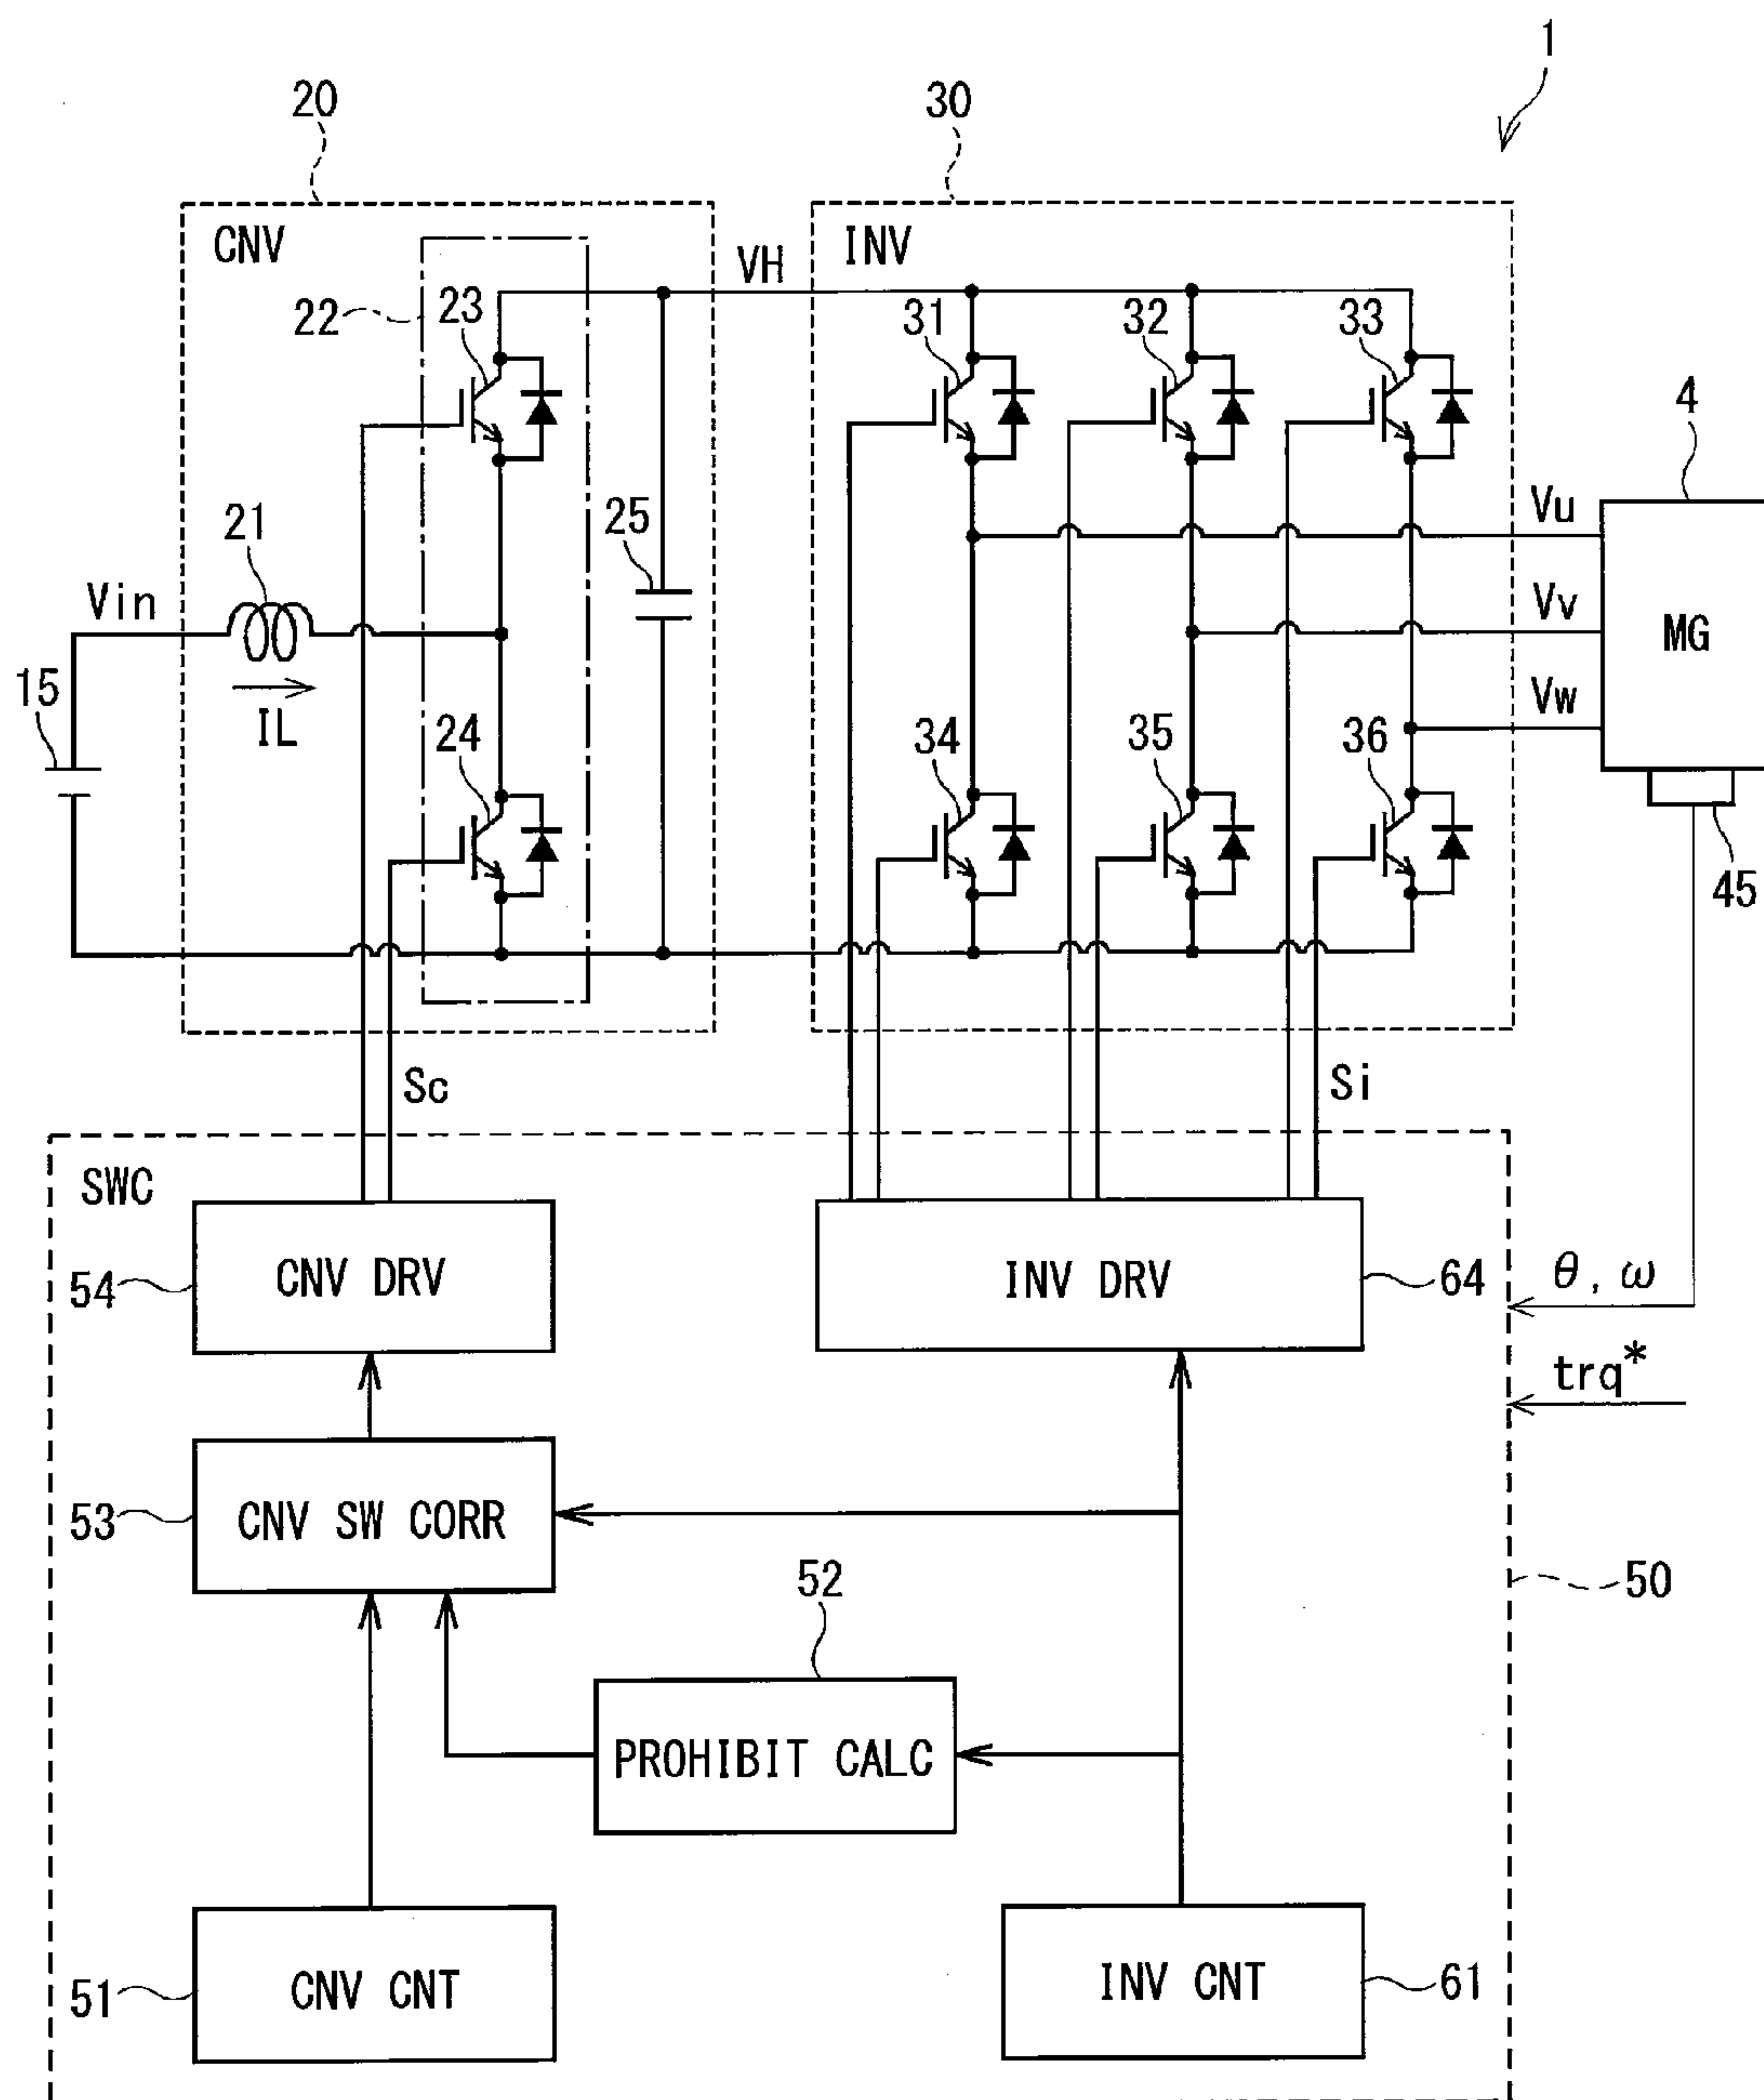 1
20
30
CNV
VH
INV
22
23
31
32
33
4
21
25
Vu
Vin
Vv
MG
15
IL
Vw
24
34
35
36
45
Sc
Si
SWC
54
CNV DRV
INV DRV
64
θ, ω
trq*
53
CNV SW CORR
52
50
PROHIBIT CALC
51
CNV CNT
INV CNT
61